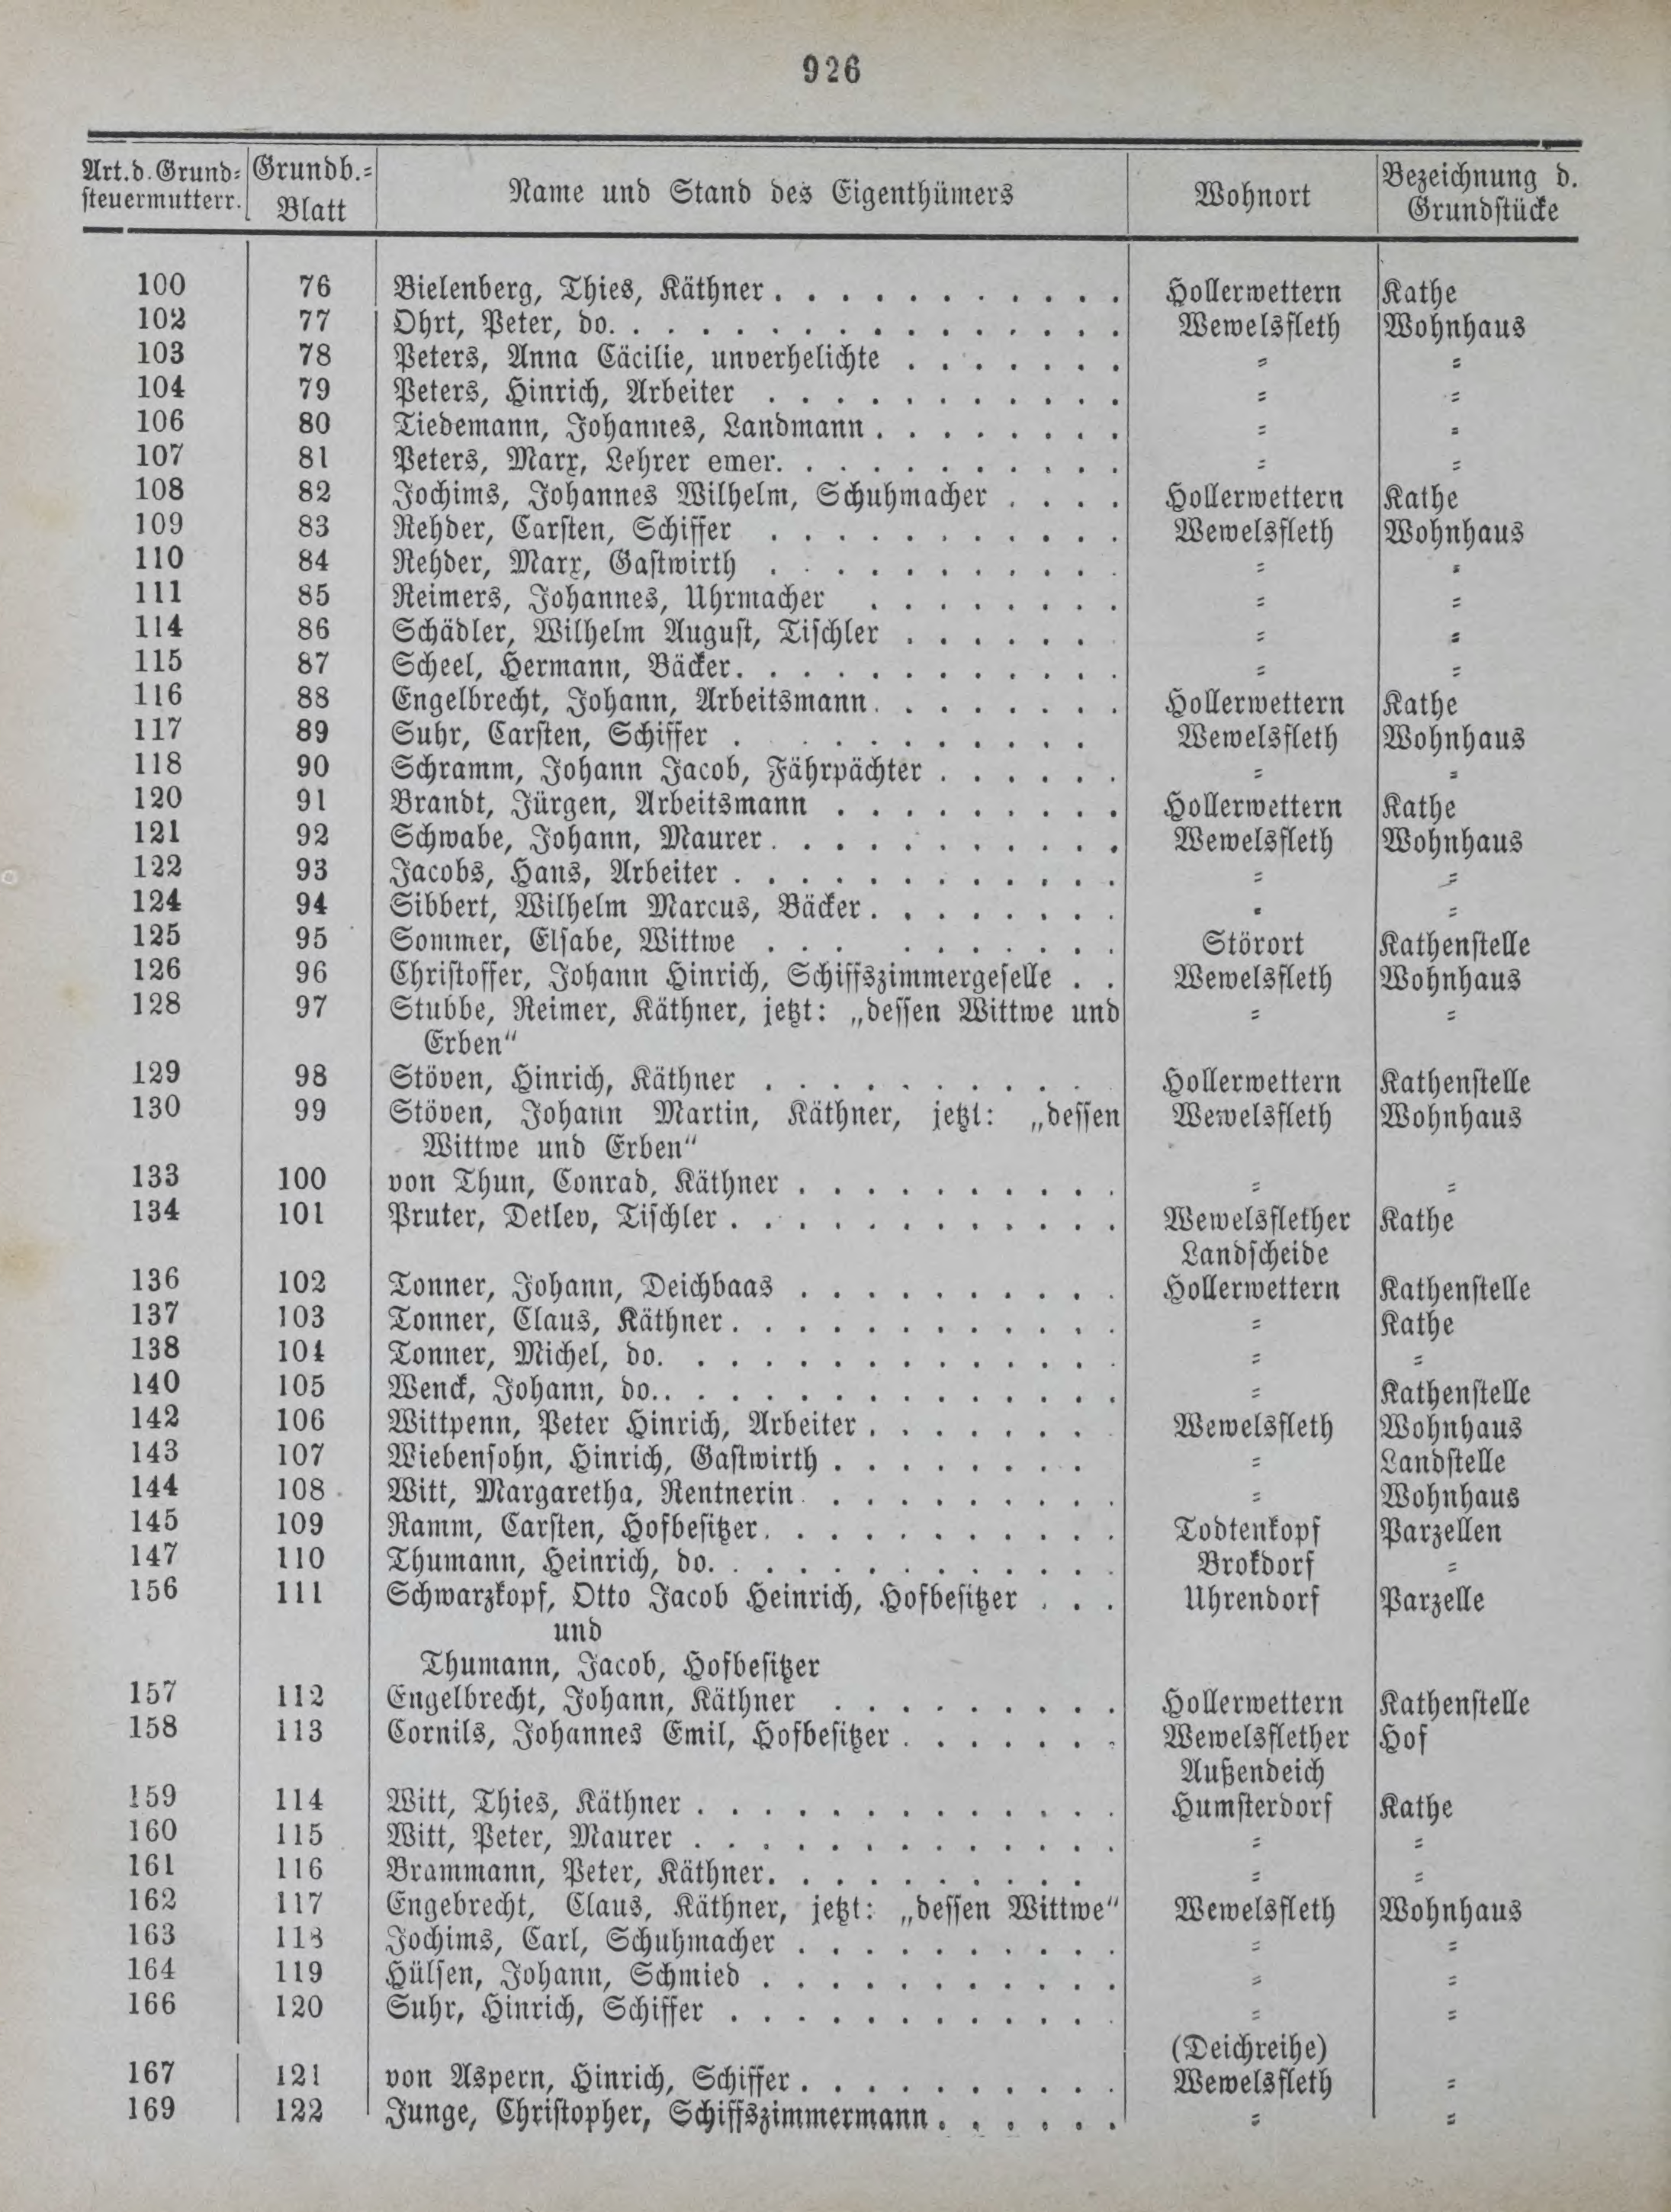 926
Art. d. Grund= Grundb.= Name und Stand des Eigenthümers Wohnort Bezeichnung d.
steuermutterr. Blatt Grundstücke
100 76 Bielenberg, Thies, Käthner . . . . . . . . . . . Hollerwettern Kathe
102 77 Ohrt, Peter, do. . . . . . . . . . . . . . . . Wewelsfleth Wohnhaus
103 78 Peters, Anna Cäcilie, unverhelichte . . . . . . . „ „
104 79 Peters, Hinrich, Arbeiter . . . . . . . . . . . „ „
106 80 Tiedemann, Johannes, Landmann . . . . . . . . „ „
107 81 Peters, Marx, Lehrer emer. . . . . . . . . . . „ „
108 82 Jochims, Johannes Wilhelm, Schuhmacher . . . . Hollerwettern Kathe
109 83 Rehder, Carsten, Schiffer . . . . . . . . . . . Wewelsfleth Wohnhaus
110 84 Rehder, Marx, Gastwirth . . . . . . . . . . . „ „
111 85 Reimers, Johannes, Uhrmacher . . . . . . . . „ „
114 86 Schädler, Wilhelm August, Tischler . . . . . . „ „
115 87 Scheel, Hermann, Bäcker. . . . . . . . . . . . „ „
116 88 Engelbrecht, Johann, Arbeitsmann . . . . . . . . Hollerwettern Kathe
117 89 Suhr, Carsten, Schiffer . . . . . . . . . . Wewelsfleth Wohnhaus
118 90 Schramm, Johann Jacob, Fährpächter . . . . . . „ „
120 91 Brandt, Jürgen, Arbeitsmann . . . . . . . . . Hollerwettern Kathe
121 92 Schwabe, Johann, Maurer . . . . . . . . . . . Wewelsfleth Wohnhaus
122 93 Jacobs, Hans, Arbeiter . . . . . . . . . . . . „ „
124 94 Sibbert, Wilhelm Marcus, Bäcker . . . . . . . . „ „
125 95 Sommer, Elsabe, Wittwe . . . . . . . . . . Störort Kathenstelle
126 96 Christoffer, Johann Hinrich, Schiffszimmergeselle . . Wewelsfleth Wohnhaus
128 97 Stubbe, Reimer, Käthner, jetzt: „dessen Wittwe und „ „
Erben“
129 98 Stöven, Hinrich, Käthner . . . . . . . . . . Hollerwettern Kathenstelle
130 99 Stöven, Johann Martin, Käthner, jetzt: „dessen Wewelsfleth Wohnhaus
Wittwe und Erben“
133 100 von Thun, Conrad, Käthner . . . . . . . . . . „ „
134 101 Pruter, Detlev, Tischler . . . . . . . . . . . . Wewelsflether Kathe
Landscheide
136 102 Tonner, Johann, Deichbaas . . . . . . . . . . Hollerwettern Kathenstelle
137 103 Tonner, Claus, Käthner . . . . . . . . . . . . „ Kathe
138 104 Tonner, Michel, do. . . . . . . . . . . . . . . „ „
140 105 Wenck, Johann, do. . . . . . . . . . . . . . . „ Kathenstelle
142 106 Wittpenn, Peter Hinrich, Arbeiter . . . . . . . Wewelsfleth Wohnhaus
143 107 Wiebensohn, Hinrich, Gastwirth . . . . . . . . „ Landstelle
144 108 Witt, Margaretha, Rentnerin . . . . . . . . . . „ Wohnhaus
145 109 Ramm, Carsten, Hofbesitzer . . . . . . . . . . . Todtenkopf Parzellen
147 110 Thumann, Heinrich, do. . . . . . . . . . . . . Brokdorf „
156 111 Schwarzkopf, Otto Jacob Heinrich, Hofbesitzer . . . Uhrendorf Parzelle
und
Thumann, Jacob, Hofbesitzer
157 112 Engelbrecht, Johann, Käthner . . . . . . . . . Hollerwettern Kathenstelle
158 113 Cornils, Johannes Emil, Hofbesitzer . . . . . . . Wewelsflether Hof
Außendeich
159 114 Witt, Thies, Käthner . . . . . . . . . . . . . Humsterdorf Kathe
160 115 Witt, Peter, Maurer . . . . . . . . . . . . . „ „
161 116 Brammann, Peter, Käthner. . . . . . . . . . „ „
162 117 Engebrecht, Claus, Käthner, jetzt: „dessen Wittwe“ Wewelsfleth Wohnhaus
163 118 Jochims, Carl, Schuhmacher . . . . . . . . . . „ „
164 119 Hülsen, Johann, Schmied . . . . . . . . . . . „ „
166 120 Suhr, Hinrich, Schiffer . . . . . . . . . . . . „ „
(Deichreihe)
167 121 von Aspern, Hinrich, Schiffer . . . . . . . . . . Wewelsfleth „
169 122 Junge, Christopher, Schiffszimmermann . . . . . . „ „